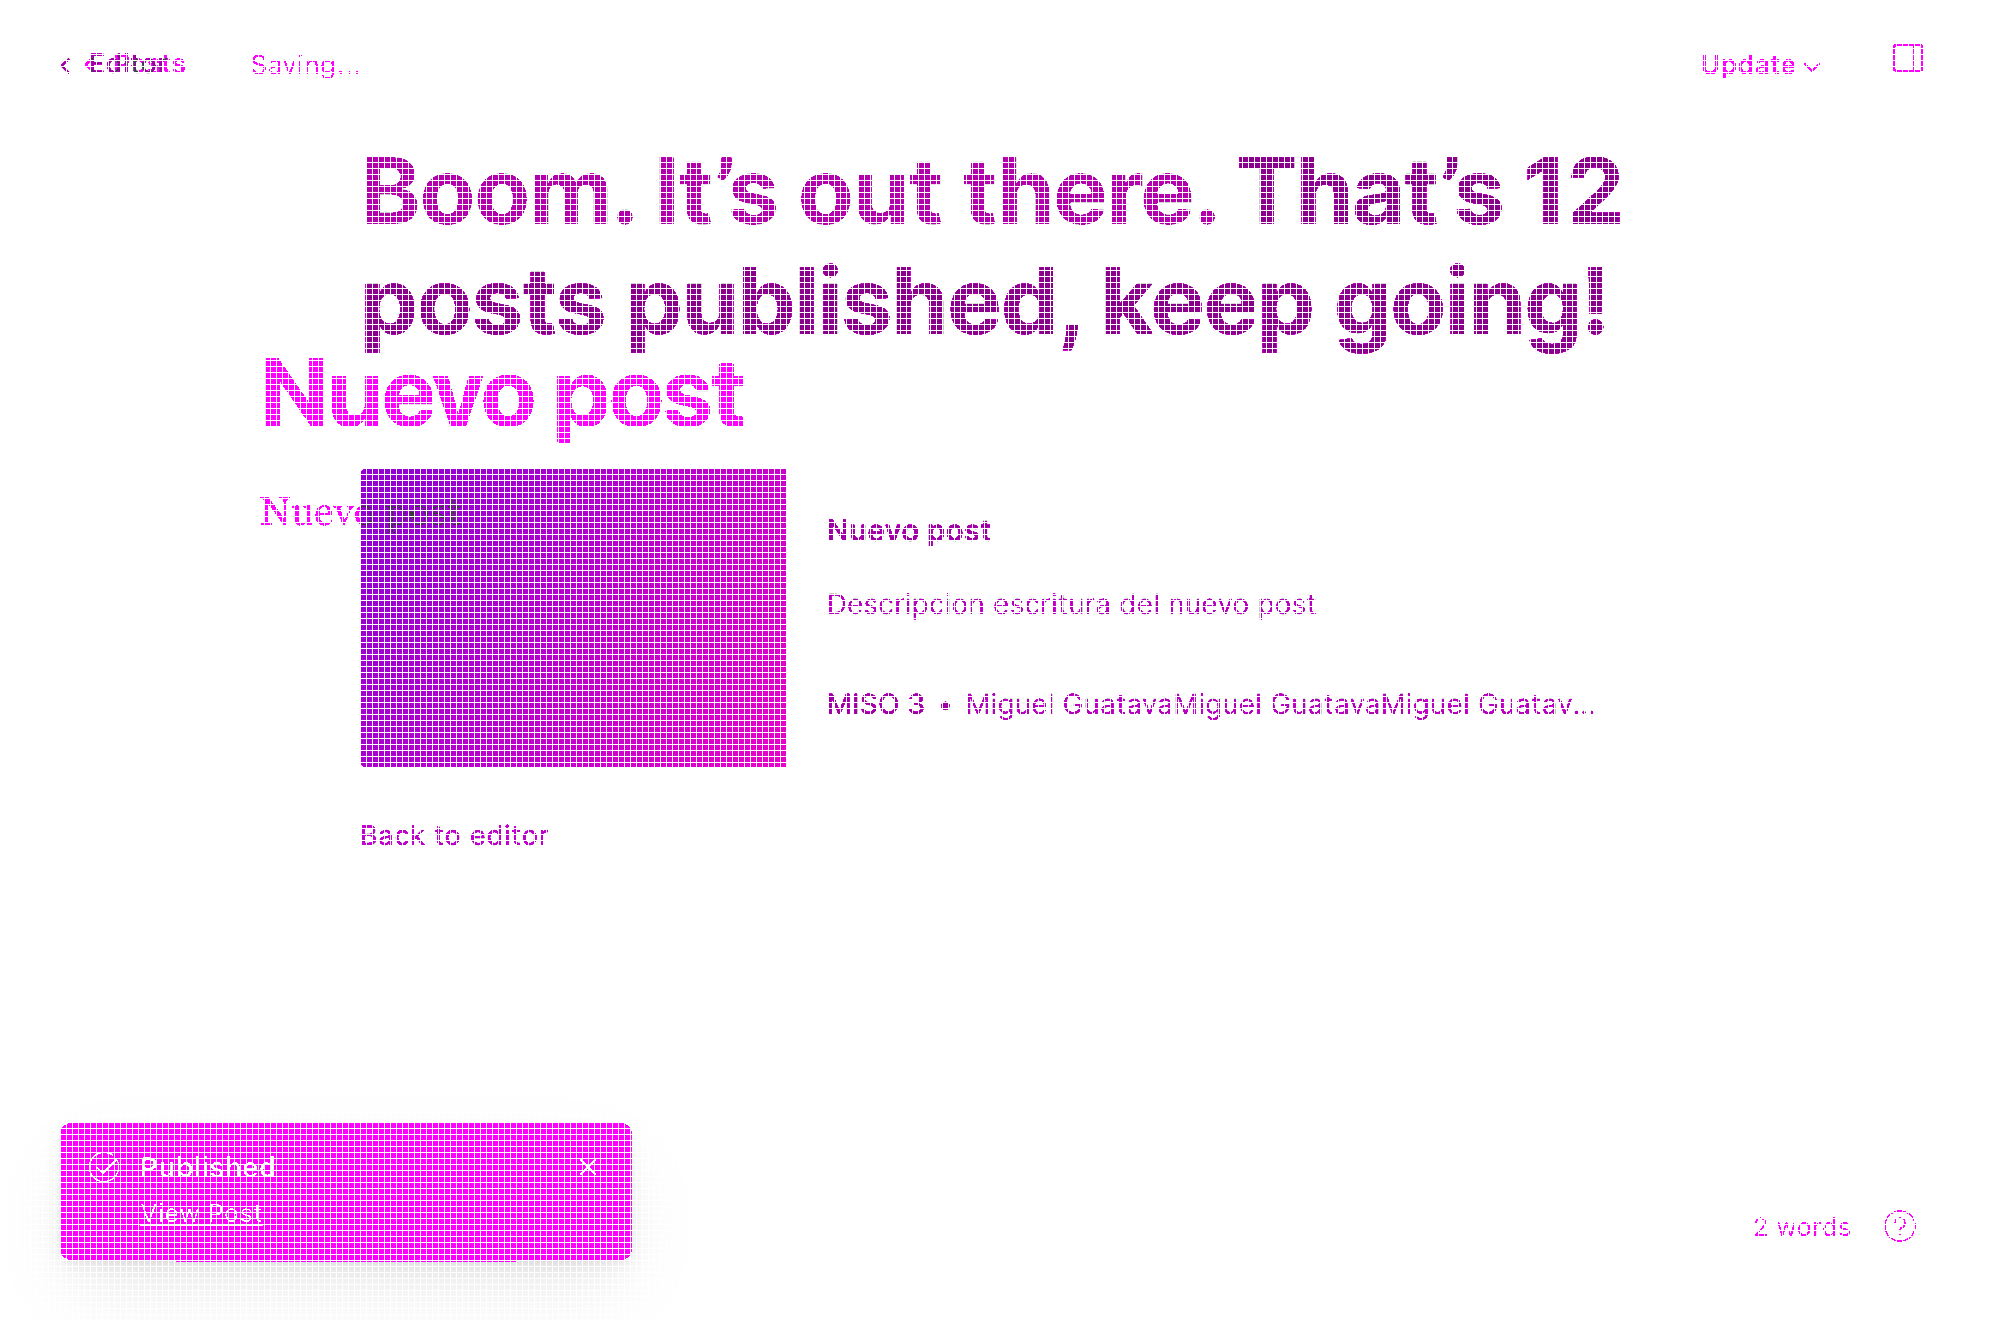 Editor
Posts
Saving...
Update
Boom. It’s out there. That’s 12
posts published, keep going!
Nuevo post
Nuevo post
Nuevo post
Descripcion escritura del nuevo post
MISO 3 • Miguel GuatavaMiguel GuatavaMiguel Guatav...
Back to editor
Published
View Post
2 words